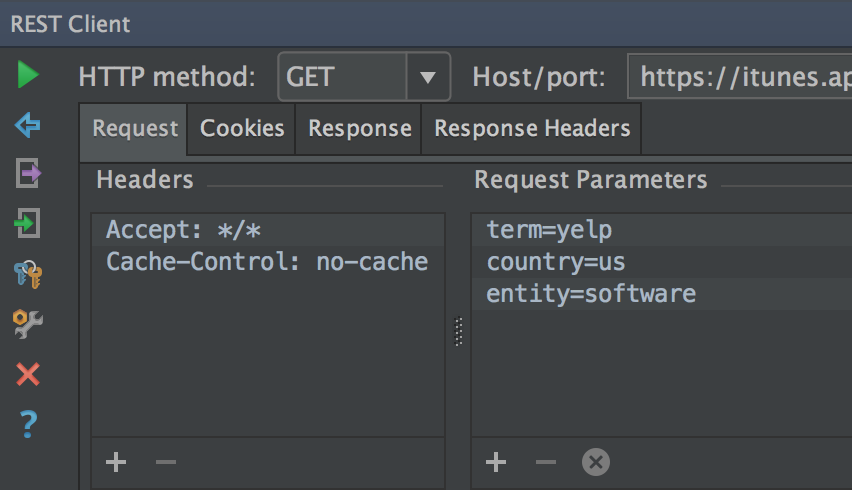 REST Client
HTTP method: GET Host/port: https://itunes.ap
Request Cookies Response Response Headers
Headers Request Parameters
Accept: */* term=yelp
Cache-Control: no-cache country=us
entity=software